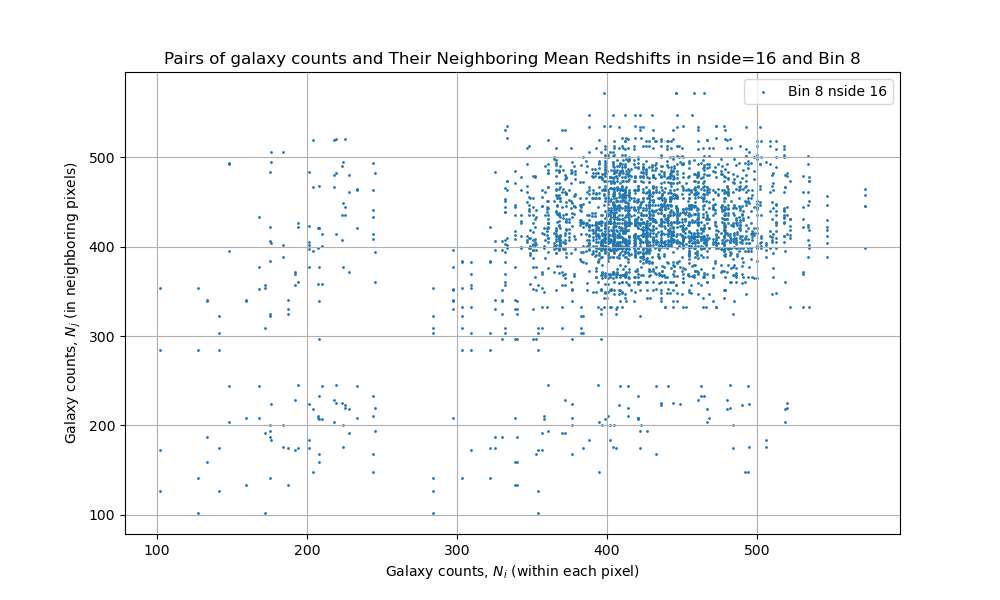 Pairs of galaxy counts and Their Neighboring Mean Redshifts in nside=16 and Bin 8
Bin 8 nside 16
Galaxy counts, Nⱼ (in neighboring pixels)
500
400
300
200
100
100 200 300 400 500
Galaxy counts, Nᵢ (within each pixel)